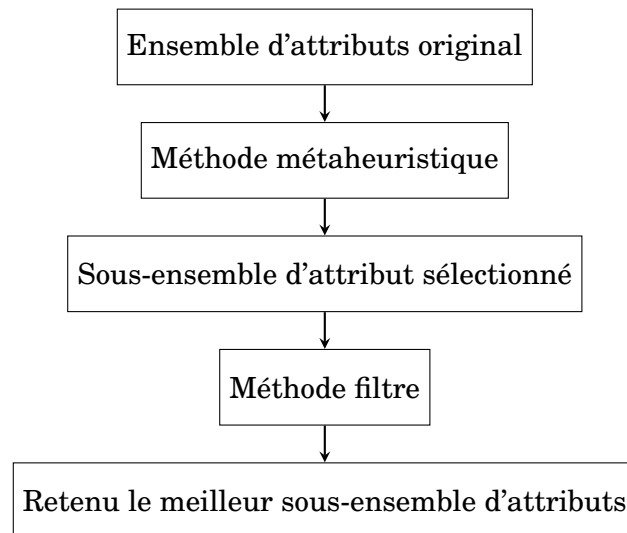 Ensemble d'attributs original
Méthode métaheuristique
Sous-ensemble d'attribut sélectionné
Méthode filtre
Retenu le meilleur sous-ensemble d'attributs